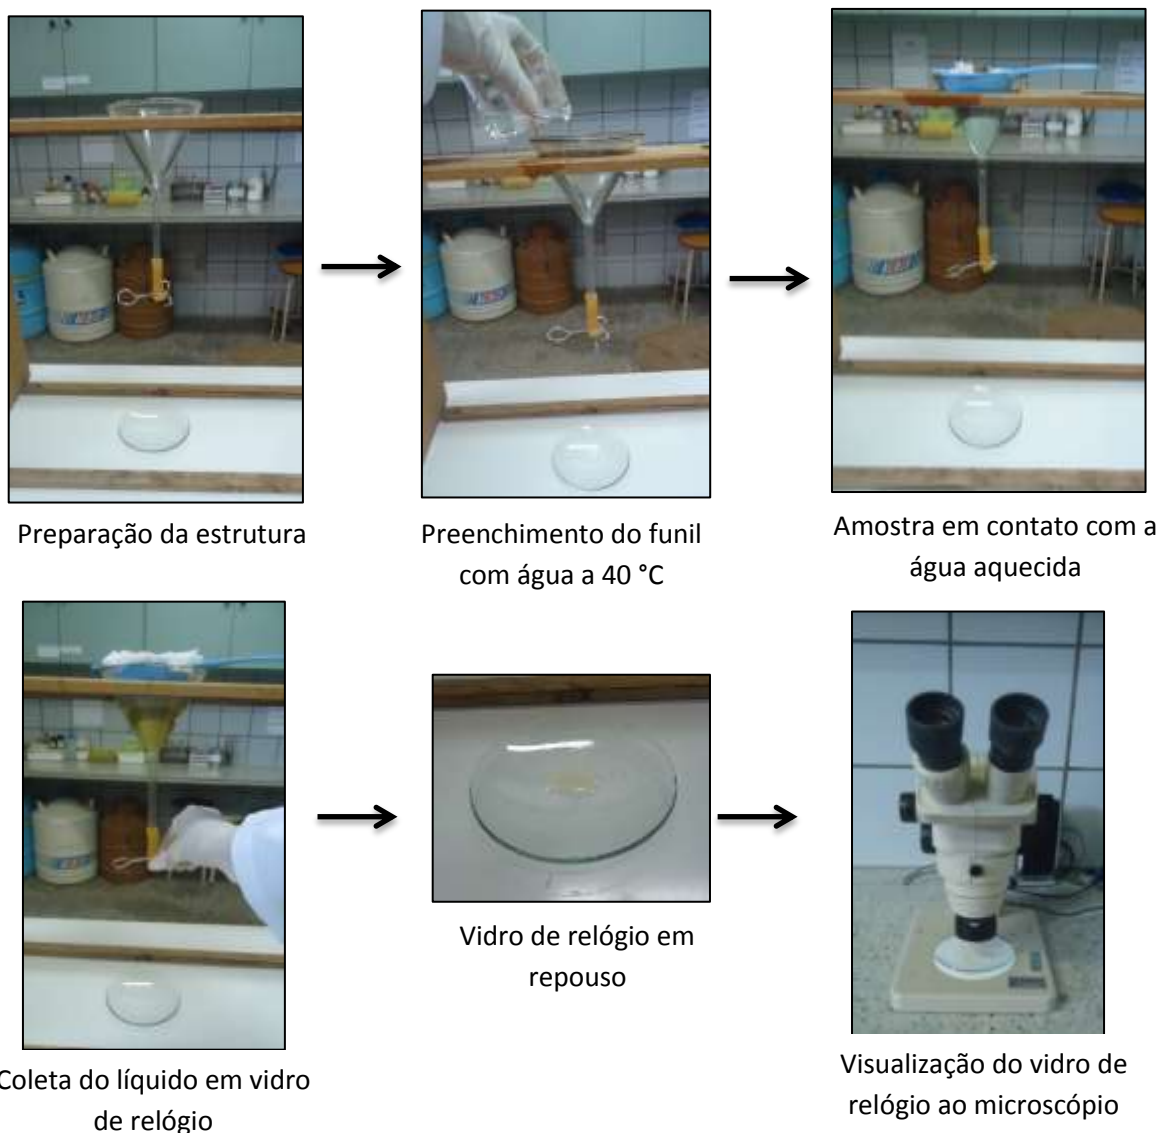 Preparação da estrutura
Preenchimento do funil
com água a 40 °C
Amostra em contato com a
água aquecida
Coleta do líquido em vidro
de relógio
Vidro de relógio em
repouso
Visualização do vidro de
relógio ao microscópio